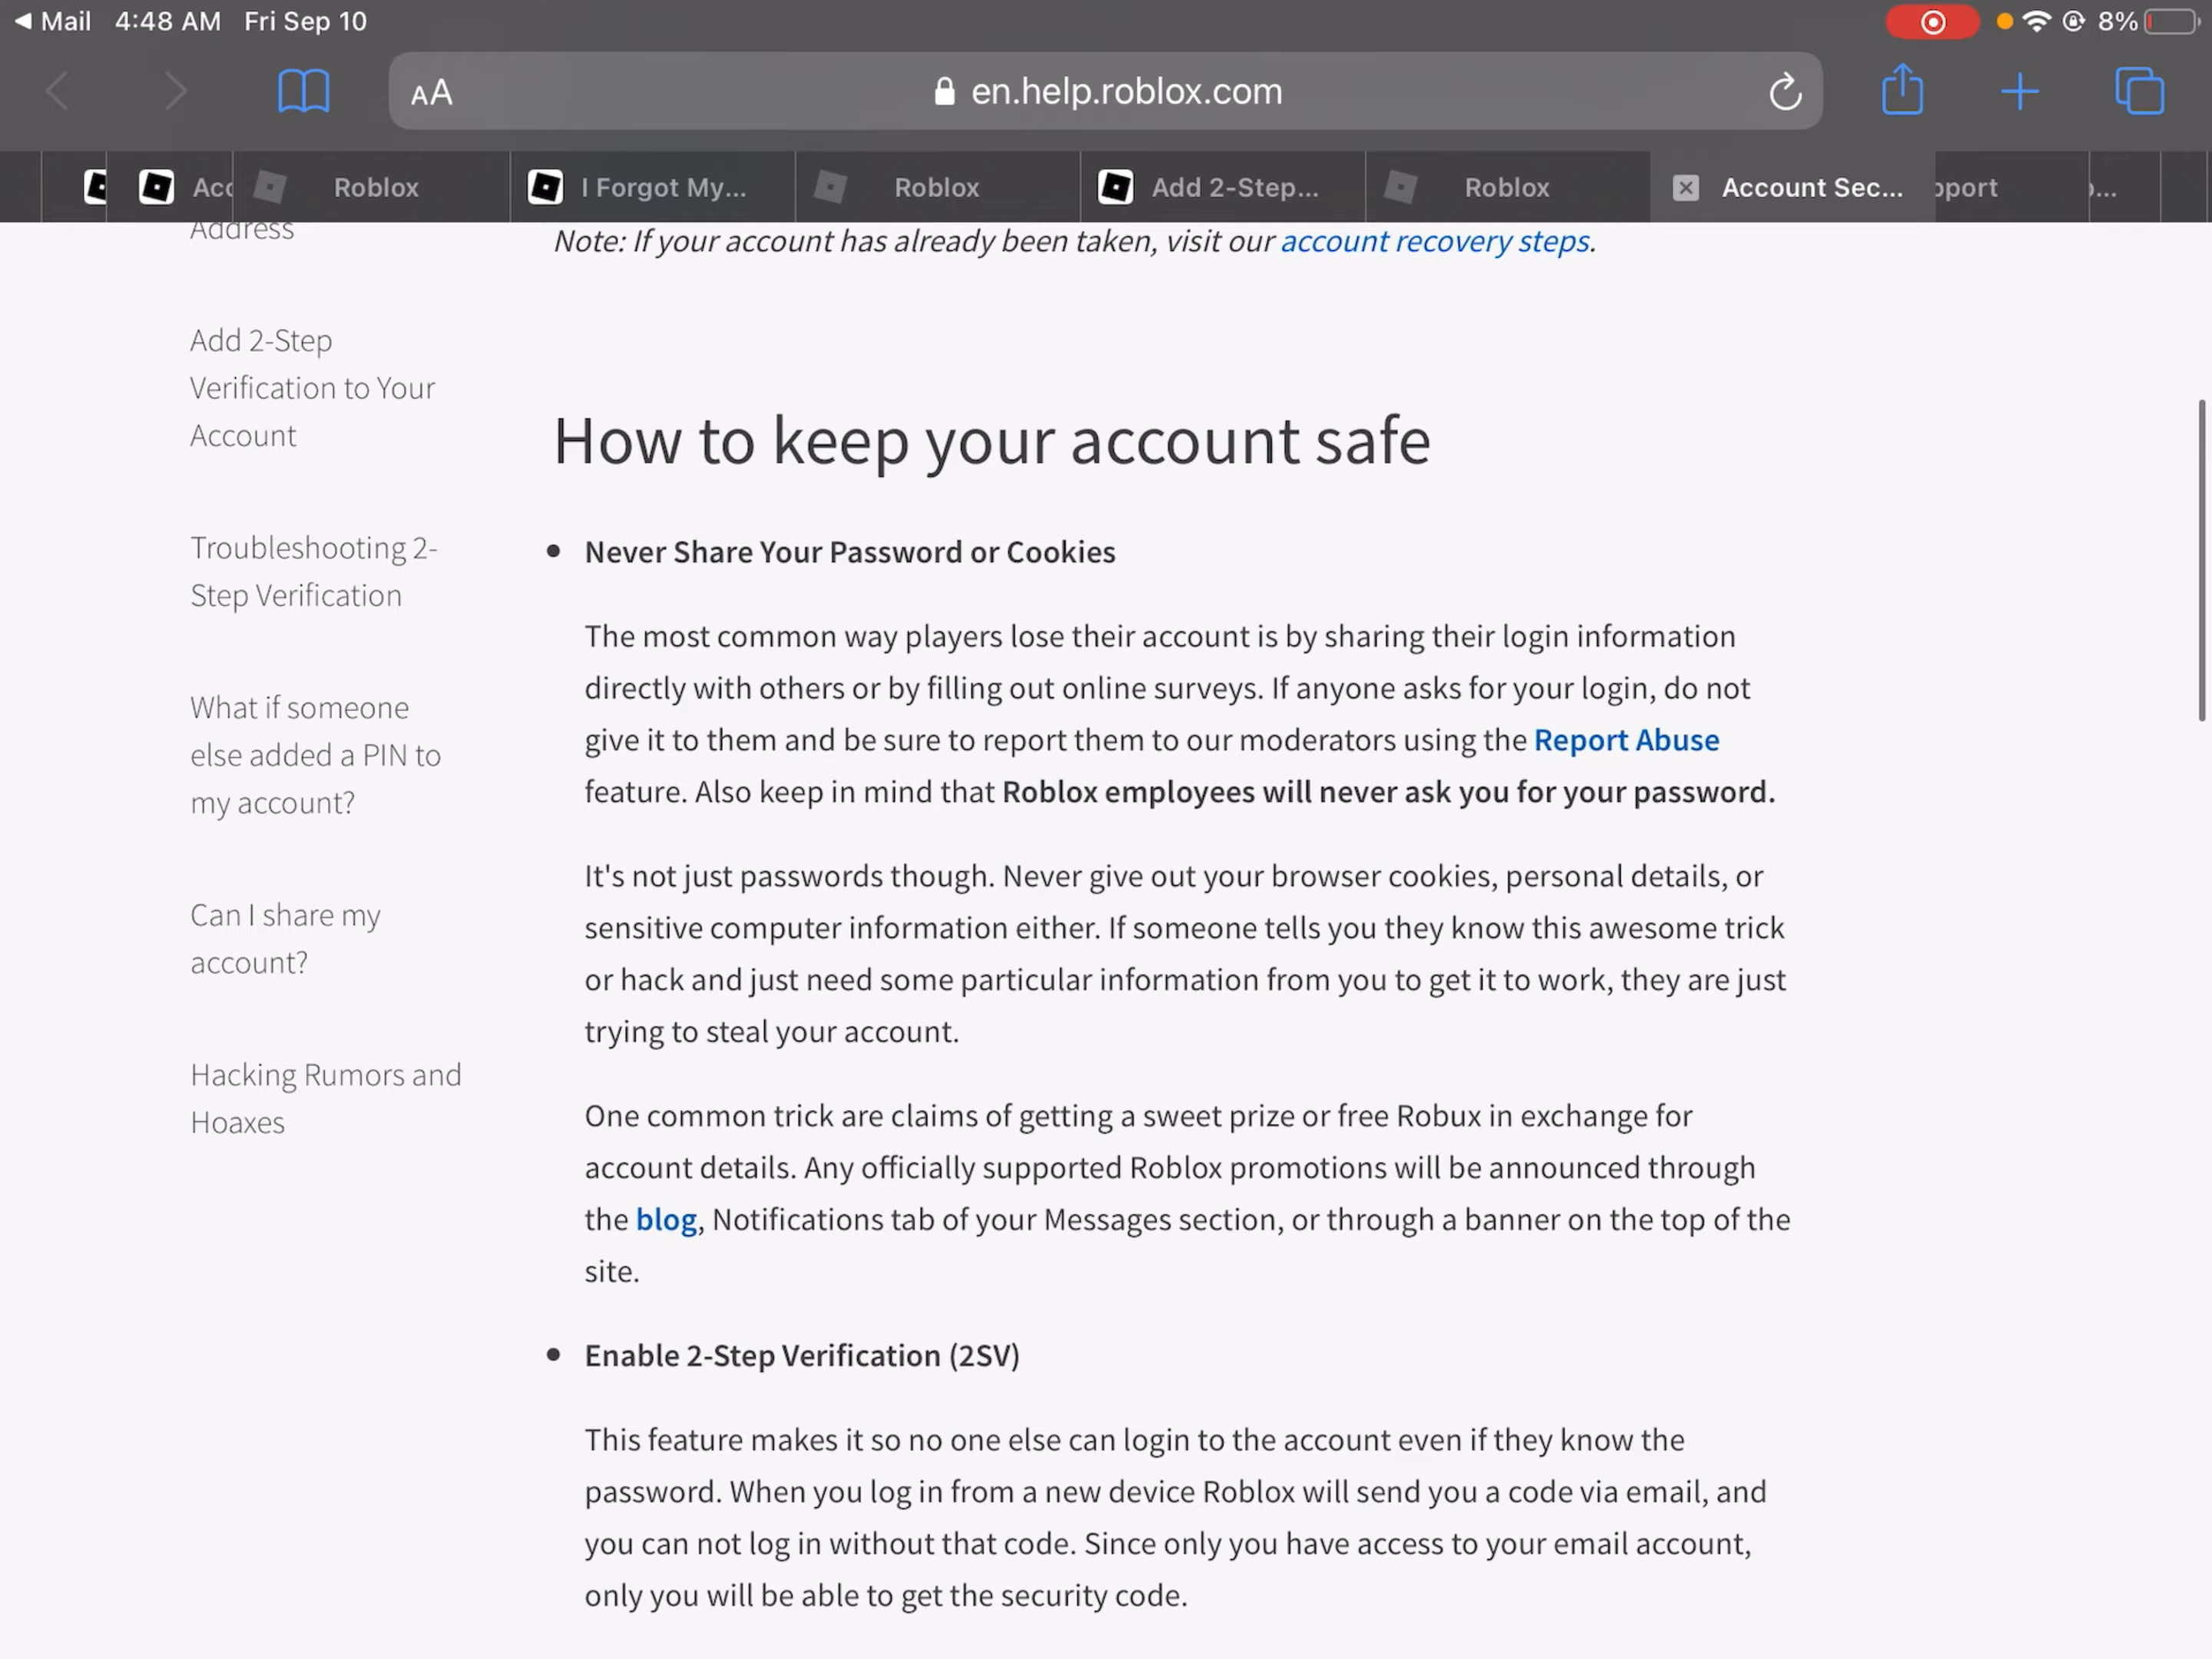 Mail 4:48 AM Fri Sep 10 8%
AA en.help.roblox.com
Roblox I Forgot My... Roblox Add 2-Step... Roblox Account Sec...
Address
Add 2-Step
Verification to Your
Account
Troubleshooting 2-
Step Verification
What if someone
else added a PIN to
my account?
Can I share my
account?
Hacking Rumors and
Hoaxes
Note: If your account has already been taken, visit our account recovery steps.
How to keep your account safe
• Never Share Your Password or Cookies
The most common way players lose their account is by sharing their login information
directly with others or by filling out online surveys. If anyone asks for your login, do not
give it to them and be sure to report them to our moderators using the Report Abuse
feature. Also keep in mind that Roblox employees will never ask you for your password.
It's not just passwords though. Never give out your browser cookies, personal details, or
sensitive computer information either. If someone tells you they know this awesome trick
or hack and just need some particular information from you to get it to work, they are just
trying to steal your account.
One common trick are claims of getting a sweet prize or free Robux in exchange for
account details. Any officially supported Roblox promotions will be announced through
the blog, Notifications tab of your Messages section, or through a banner on the top of the
site.
• Enable 2-Step Verification (2SV)
This feature makes it so no one else can login to the account even if they know the
password. When you log in from a new device Roblox will send you a code via email, and
you can not log in without that code. Since only you have access to your email account,
only you will be able to get the security code.